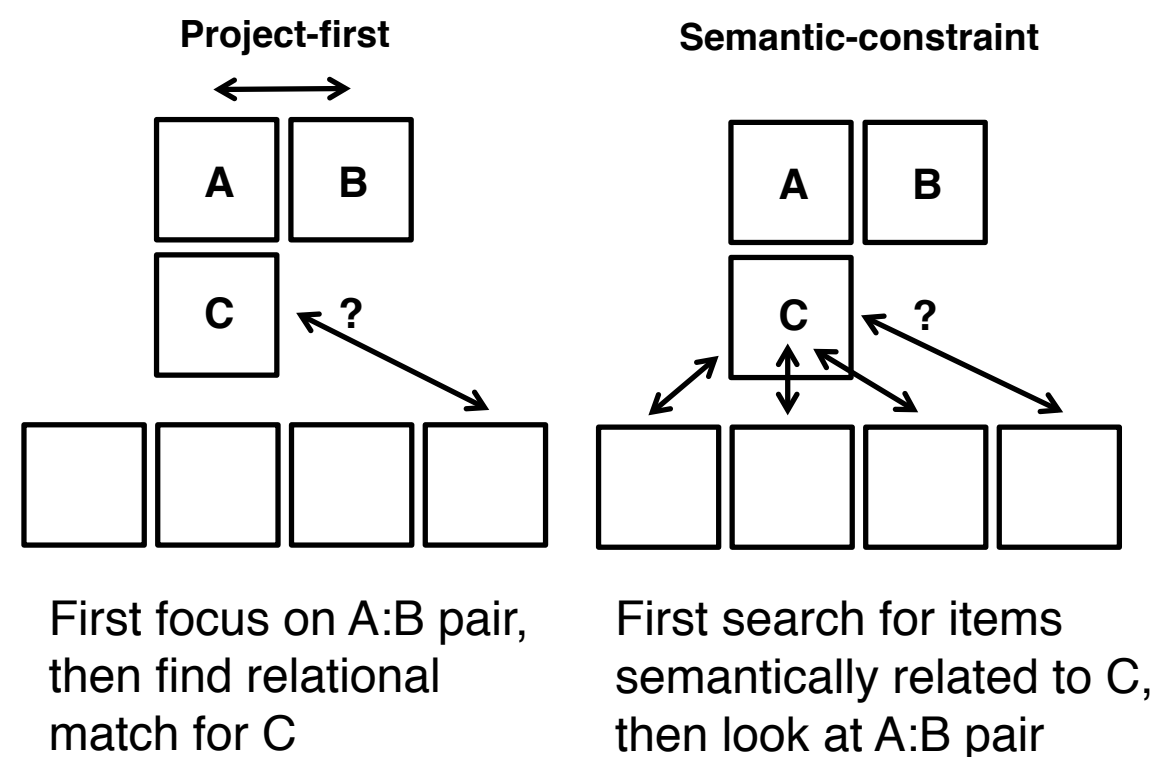 Project-first
A B
C ?
First focus on A:B pair,
then find relational
match for C
Semantic-constraint
A B
C ?
First search for items
semantically related to C,
then look at A:B pair